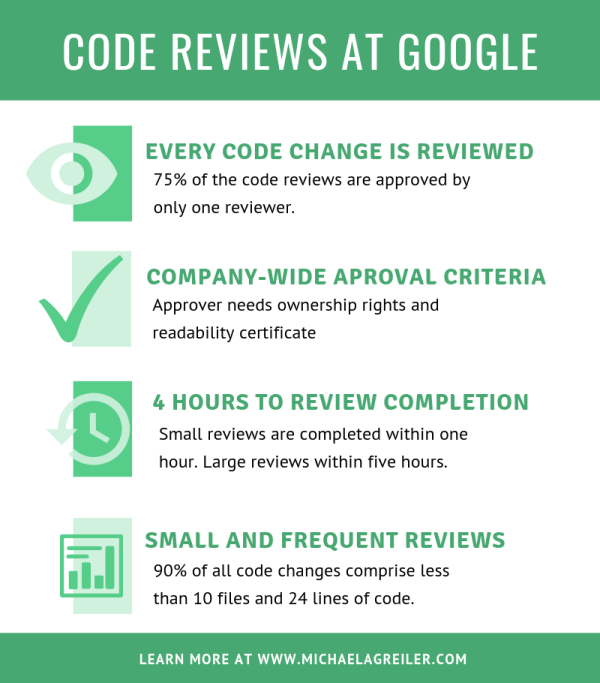 CODE REVIEWS AT GOOGLE
EVERY CODE CHANGE IS REVIEWED
75% of the code reviews are approved by
only one reviewer.
COMPANY-WIDE APROVAL CRITERIA
Approver needs ownership rights and
readability certificate
4 HOURS TO REVIEW COMPLETION
Small reviews are completed within one
hour. Large reviews within five hours.
SMALL AND FREQUENT REVIEWS
90% of all code changes comprise less
than 10 files and 24 lines of code.
LEARN MORE AT WWW.MICHAELAGREILER.COM